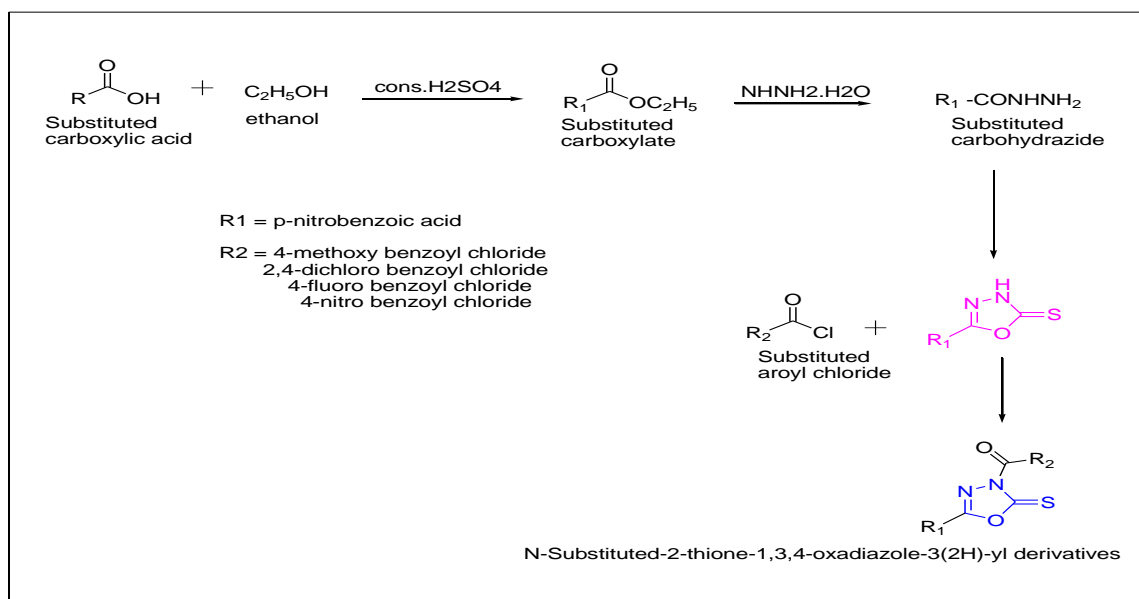 O
R OH
Substituted
carboxylic acid
+
C₂H₅OH
ethanol
cons.H2SO4
O
R₁ OC₂H₅
Substituted
carboxylate
NHNH2.H2O
R₁ -CONHNH₂
Substituted
carbohydrazide
R1 = p-nitrobenzoic acid
R2 = 4-methoxy benzoyl chloride
2,4-dichloro benzoyl chloride
4-fluoro benzoyl chloride
4-nitro benzoyl chloride
O
R₂ Cl
Substituted
aroyl chloride
+
H
N N
R₁ O S
O R₂
N N
R₁ O S
N-Substituted-2-thione-1,3,4-oxadiazole-3(2H)-yl derivatives